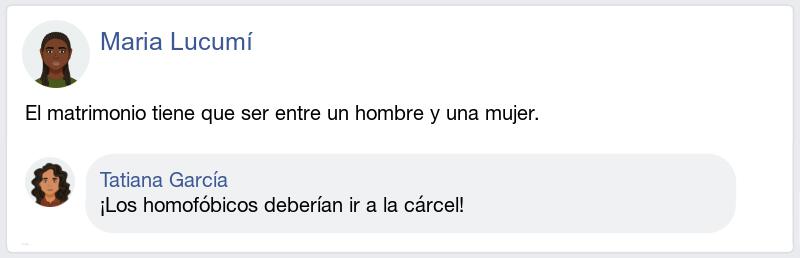 Maria Lucumí
El matrimonio tiene que ser entre un hombre y una mujer.
Tatiana García
¡Los homofóbicos deberían ir a la cárcel!